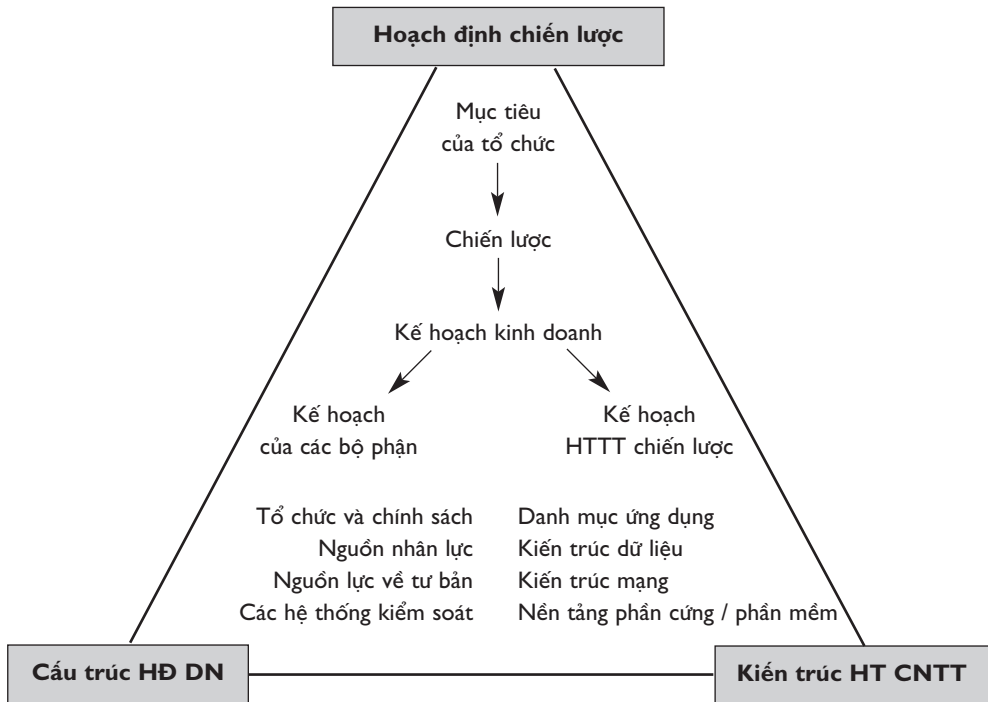 Hoạch định chiến lược
Mục tiêu
của tổ chức
Chiến lược
Kế hoạch kinh doanh
Kế hoạch
của các bộ phận
Kế hoạch
HTTT chiến lược
Tổ chức và chính sách
Nguồn nhân lực
Nguồn lực về tư bản
Các hệ thống kiểm soát
Danh mục ứng dụng
Kiến trúc dữ liệu
Kiến trúc mạng
Nền tảng phần cứng / phần mềm
Cấu trúc HĐ DN
Kiến trúc HT CNTT